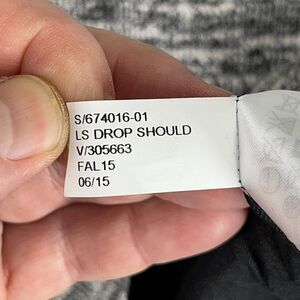 S/674016-01
LS DROP SHOULD
V/305663
FAL15
06/15